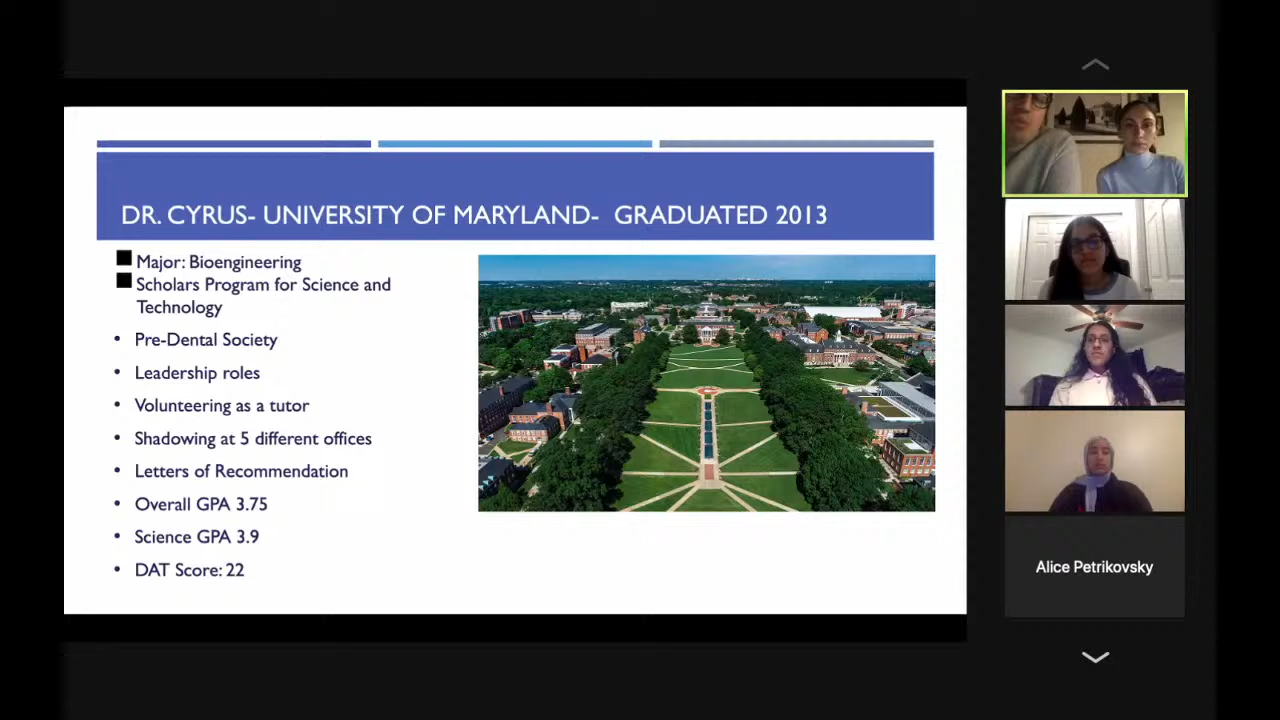 DR. CYRUS- UNIVERSITY OF MARYLAND- GRADUATED 2013
Major: Bioengineering
Scholars Program for Science and
Technology
Pre-Dental Society
Leadership roles
Volunteering as a tutor
Shadowing at 5 different offices
Letters of Recommendation
Overall GPA 3.75
Science GPA 3.9
DAT Score: 22
Alice Petrikovsky